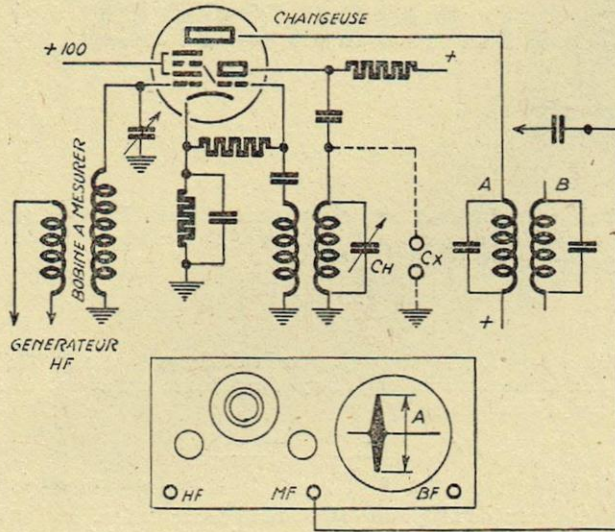 CHANGEUSE
+ 100
+
BOBINE A MESURER
A
B
CH
CX
+
GENERATEUR
HF
A
HF
MF
BF